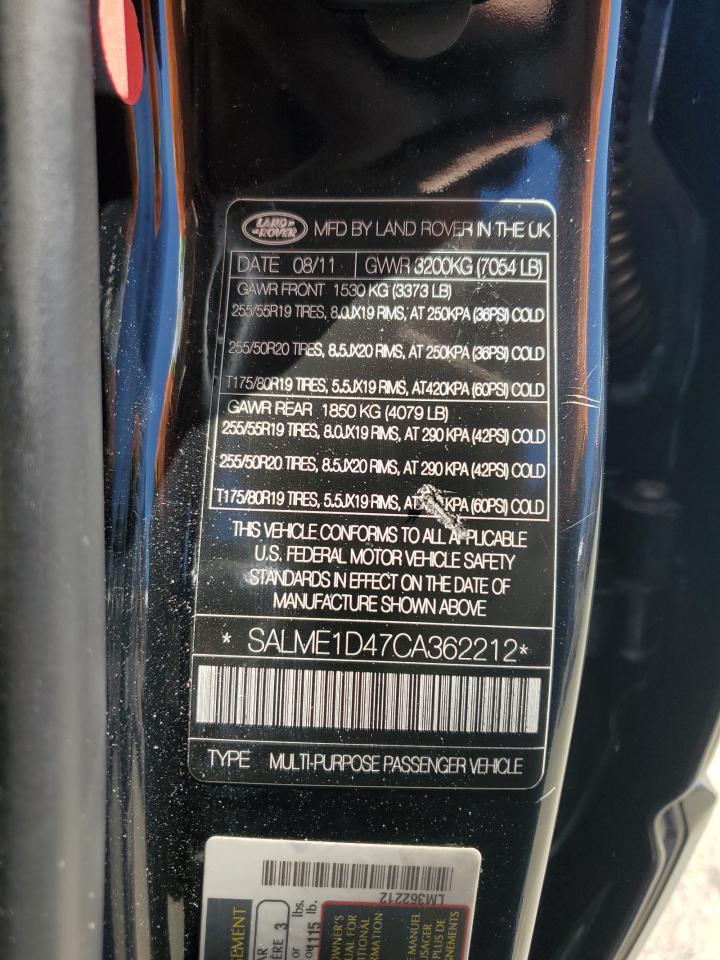 LAND ROVER MFD BY LAND ROVER IN THE UK
DATE 08/11 GVWR 3200KG (7054 LB)
GAWR FRONT 1530 KG (3373 LB)
255/55R19 TIRES, 8.0JX19 RIMS, AT 250KPA (36PSI) COLD
255/50R20 TIRES, 8.5JX20 RIMS, AT 250KPA (36PSI) COLD
T175/80R19 TIRES, 5.5JX19 RIMS, AT420KPA (60PSI) COLD
GAWR REAR 1850 KG (4079 LB)
255/55R19 TIRES, 8.0JX19 RIMS, AT 290 KPA (42PSI) COLD
255/50R20 TIRES, 8.5JX20 RIMS, AT 290 KPA (42PSI) COLD
T175/80R19 TIRES, 5.5JX19 RIMS, AT KPA (60PSI) COLD
THIS VEHICLE CONFORMS TO ALL APPLICABLE
U.S. FEDERAL MOTOR VEHICLE SAFETY
STANDARDS IN EFFECT ON THE DATE OF
MANUFACTURE SHOWN ABOVE
* SALME1D47CA362212 *
TYPE MULTI-PURPOSE PASSENGER VEHICLE
LM362212
3
lbs.
or
115 lb.